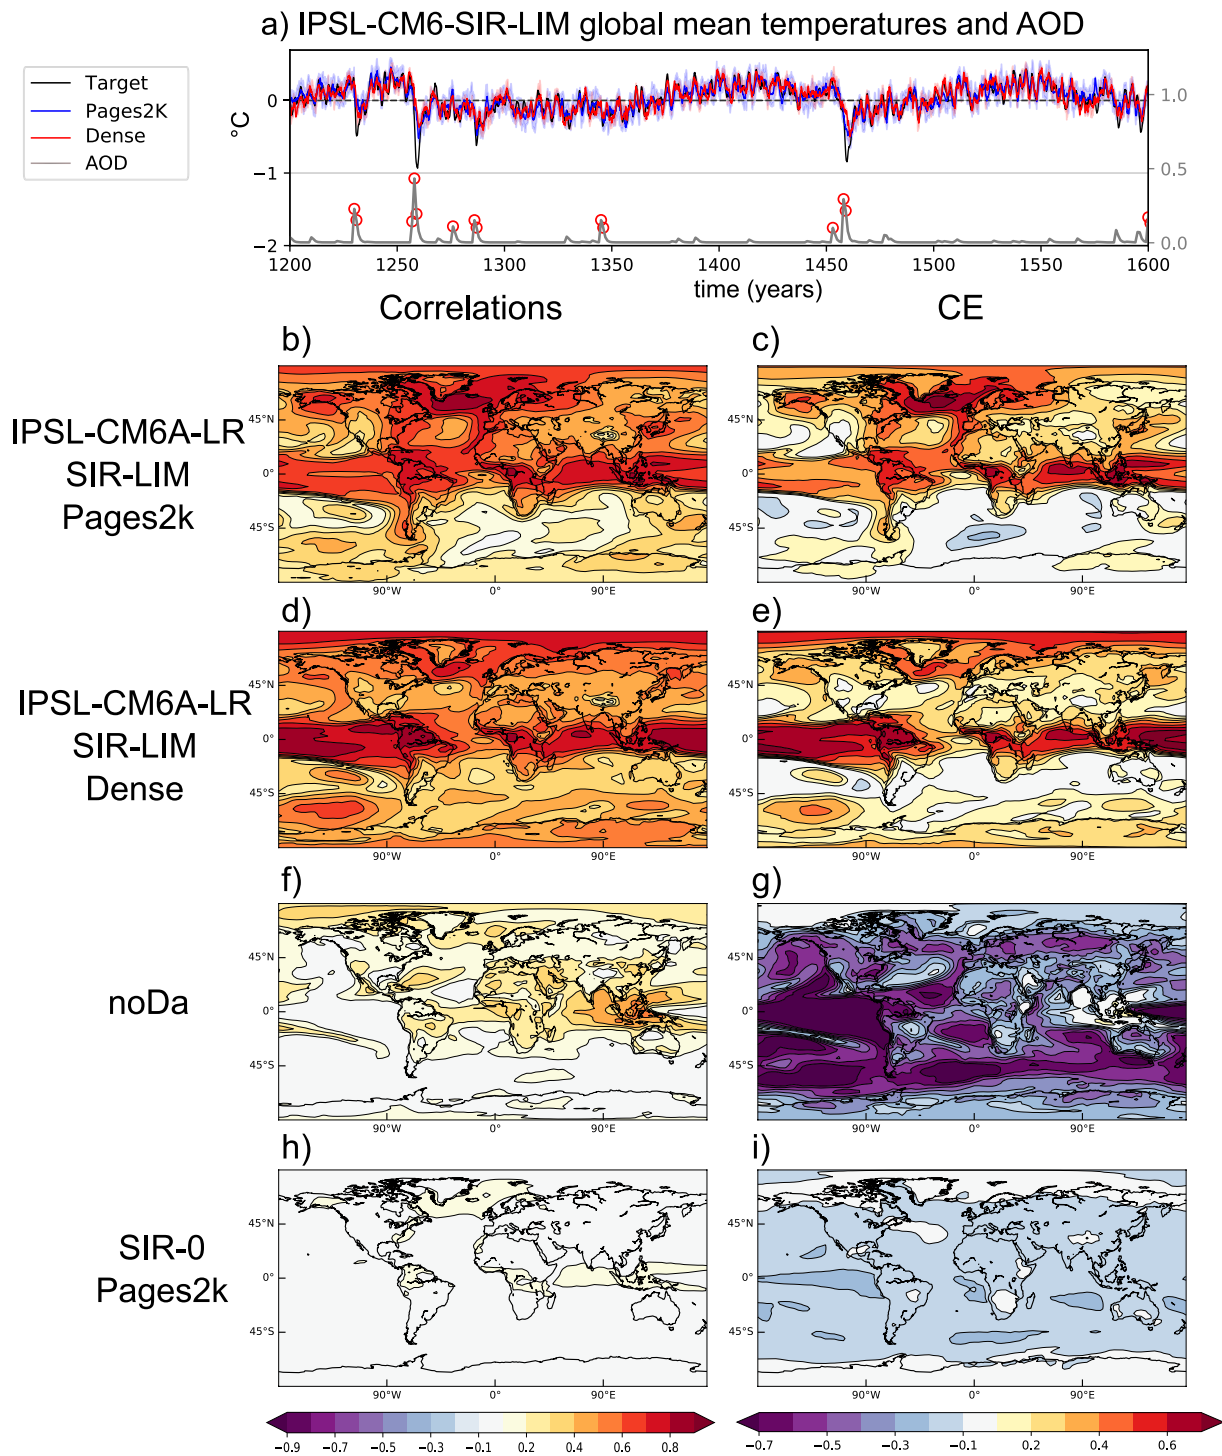 a) IPSL-CM6-SIR-LIM global mean temperatures and AOD
Target
Pages2K
Dense
AOD
°C
0
−1
−2
1.0
0.5
0.0
1200 1250 1300 1350 1400 1450 1500 1550 1600
time (years)
Correlations CE
b) c)
IPSL-CM6A-LR
SIR-LIM
Pages2k
45°N 45°N
0° 0°
45°S 45°S
90°W 0° 90°E 90°W 0° 90°E
d) e)
IPSL-CM6A-LR
SIR-LIM
Dense
45°N 45°N
0° 0°
45°S 45°S
90°W 0° 90°E 90°W 0° 90°E
f) g)
noDa
45°N 45°N
0° 0°
45°S 45°S
90°W 0° 90°E 90°W 0° 90°E
h) i)
SIR-0
Pages2k
45°N 45°N
0° 0°
45°S 45°S
90°W 0° 90°E 90°W 0° 90°E
−0.9 −0.5 −0.3 −0.1 0.2 0.4 0.6 0.8 −0.7 −0.5 −0.3 −0.1 0.2 0.4 0.6